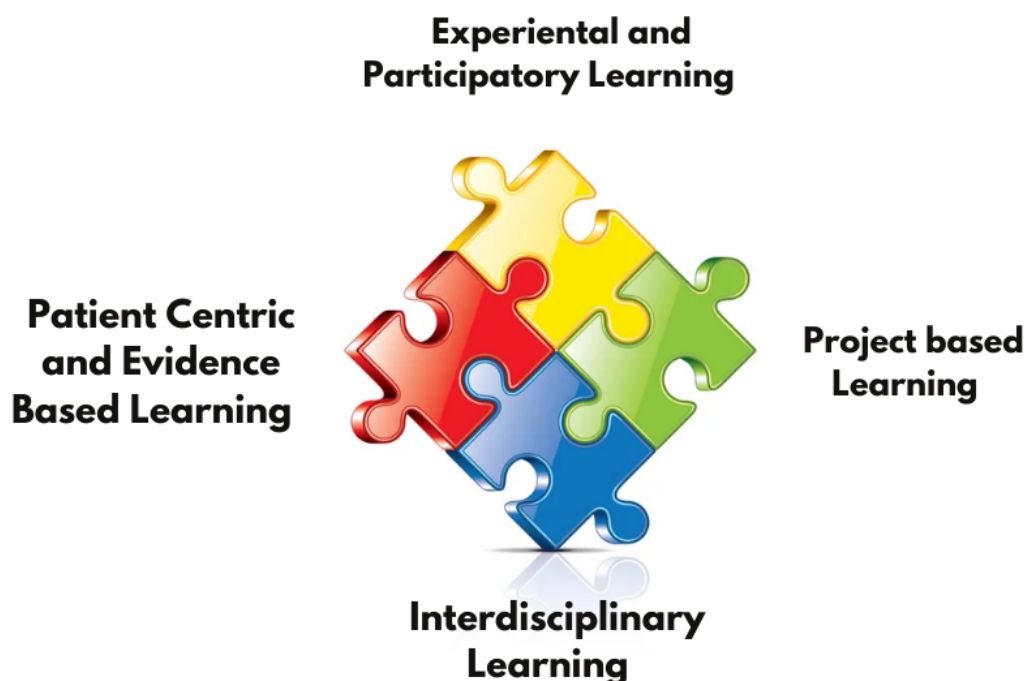 Experiental and
Participatory Learning
Patient Centric
and Evidence
Based Learning
Project based
Learning
Interdisciplinary
Learning